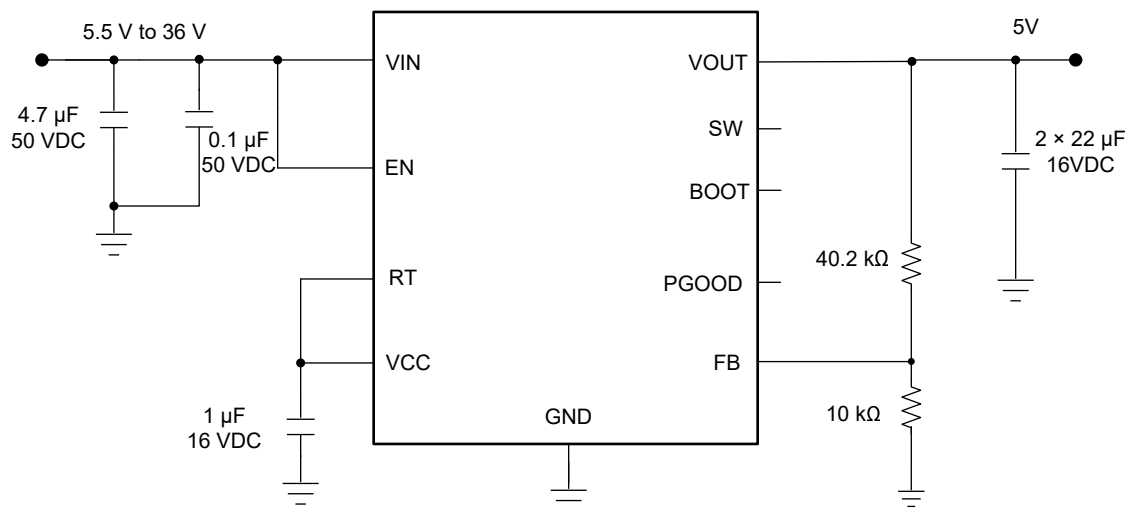 5.5 V to 36 V
5V
VIN
VOUT
4.7 µF
50 VDC
0.1 µF
50 VDC
SW
2 × 22 µF
16VDC
EN
BOOT
40.2 kΩ
RT
PGOOD
VCC
FB
1 µF
16 VDC
GND
10 kΩ